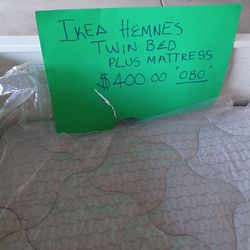 IKEA HEMNES
TWIN BED
PLUS MATTRESS
$400.00 "OBO"